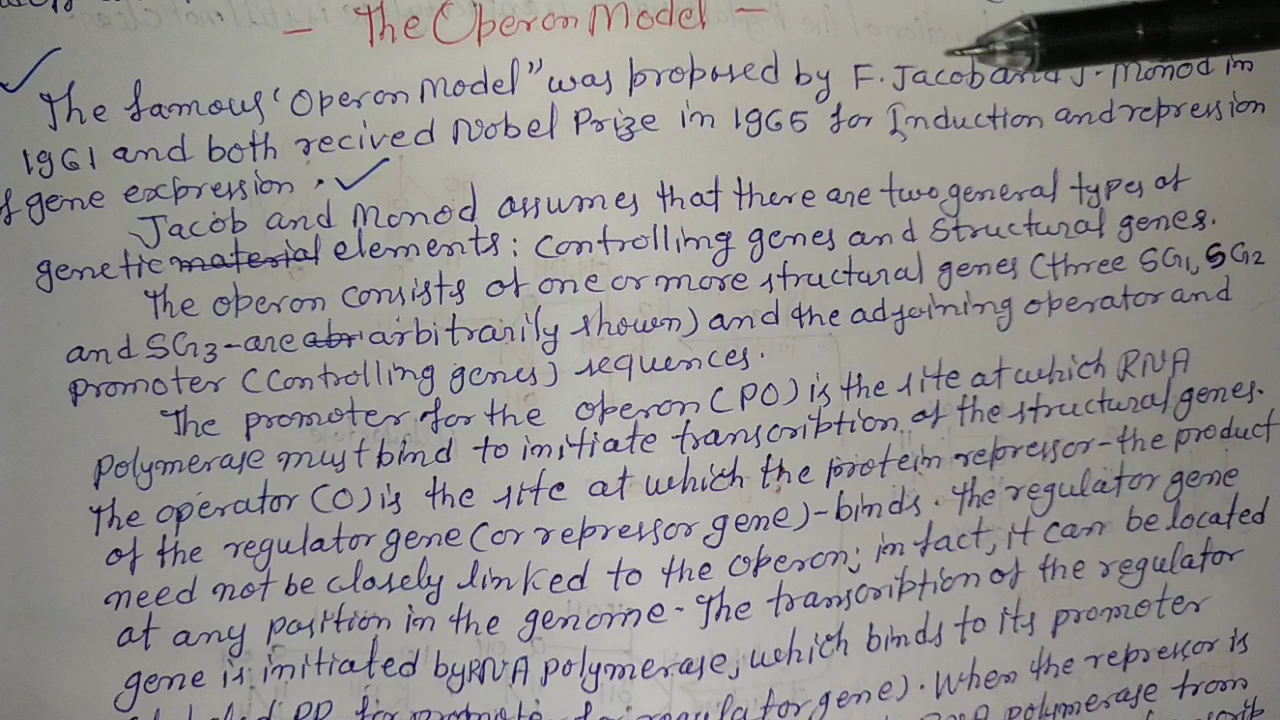 - The Operon Model -
The famous 'Operon Model" was proposed by F. Jacob and J. Monod in
1961 and both recived Nobel Prize in 1965 for Induction and repression
of gene expression.
Jacob and Monod assumes that there are two general types of
genetic material elements: controlling genes and Structural genes.
The operon consists of one or more structural genes (three SG1, SG2
and SG3-are abr arbitrarily shown) and the adjoining operator and
promoter (controlling genes) sequences.
The promoter for the operon (PO) is the site at which RNA
polymerase must bind to initiate transcription of the structural genes.
The operator (O) is the site at which the protein repressor-the product
of the regulator gene (or repressor gene)-binds. The regulator gene
need not be closely linked to the operon; in fact, it can be located
at any position in the genome. The transcription of the regulator
gene is initiated by RNA polymerase, which binds to its promoter
PR for gene). When the repressor is
polymerase from